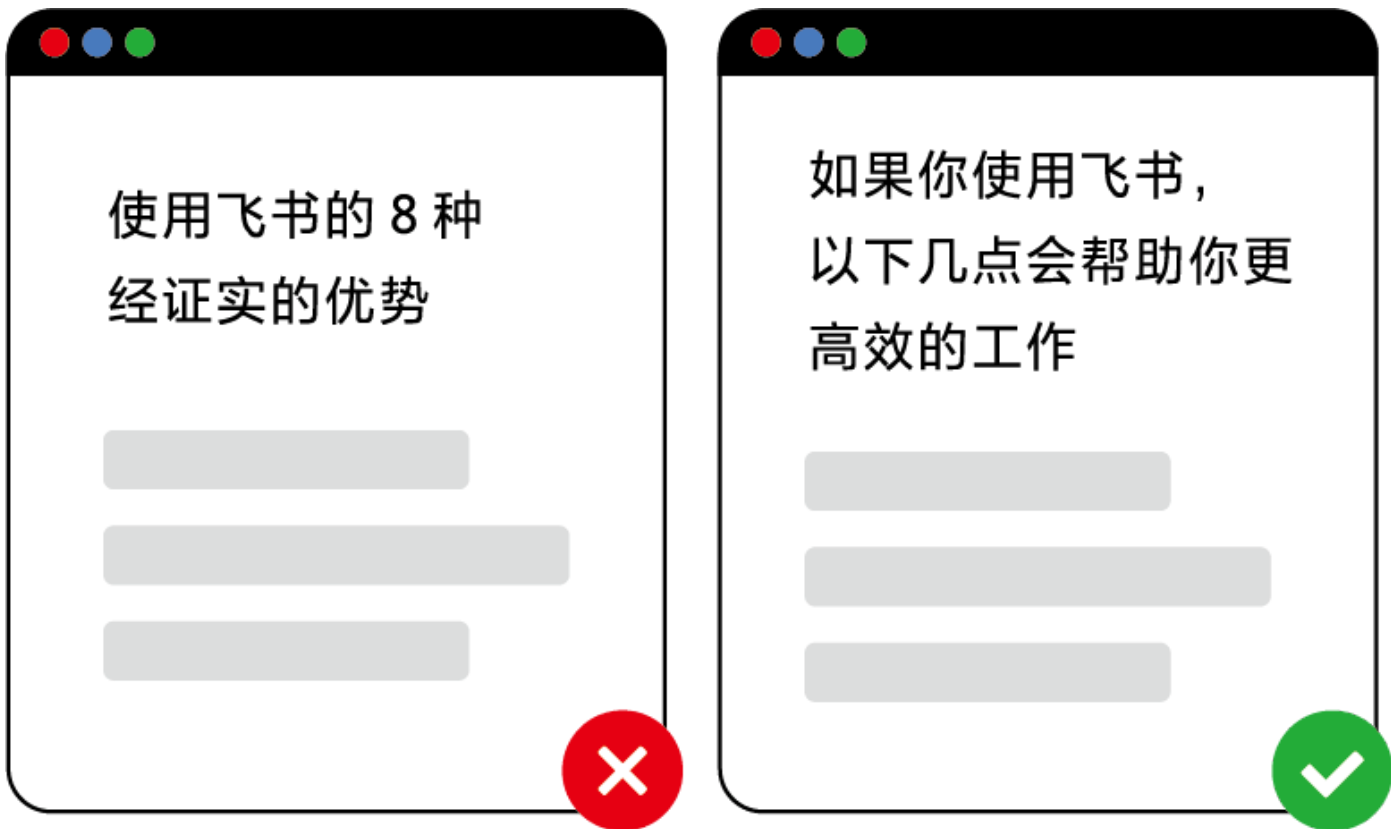 使用飞书的 8 种
经证实的优势
如果你使用飞书,
以下几点会帮助你更
高效的工作